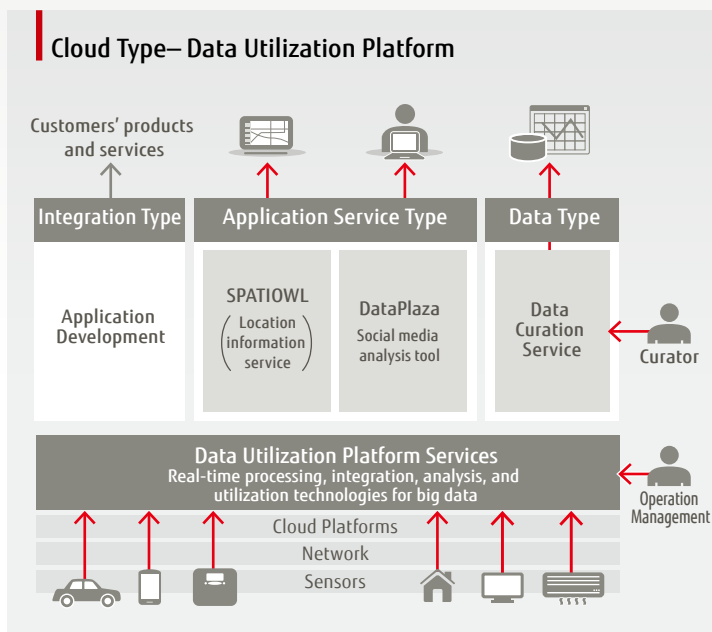 Cloud Type– Data Utilization Platform
Customers’ products
and services
Integration Type
Application Service Type
Data Type
Application
Development
SPATIOWL
(Location
information
service)
DataPlaza
Social media
analysis tool
Data
Curation
Service
Curator
Data Utilization Platform Services
Real-time processing, integration, analysis, and
utilization technologies for big data
Operation
Management
Cloud Platforms
Network
Sensors